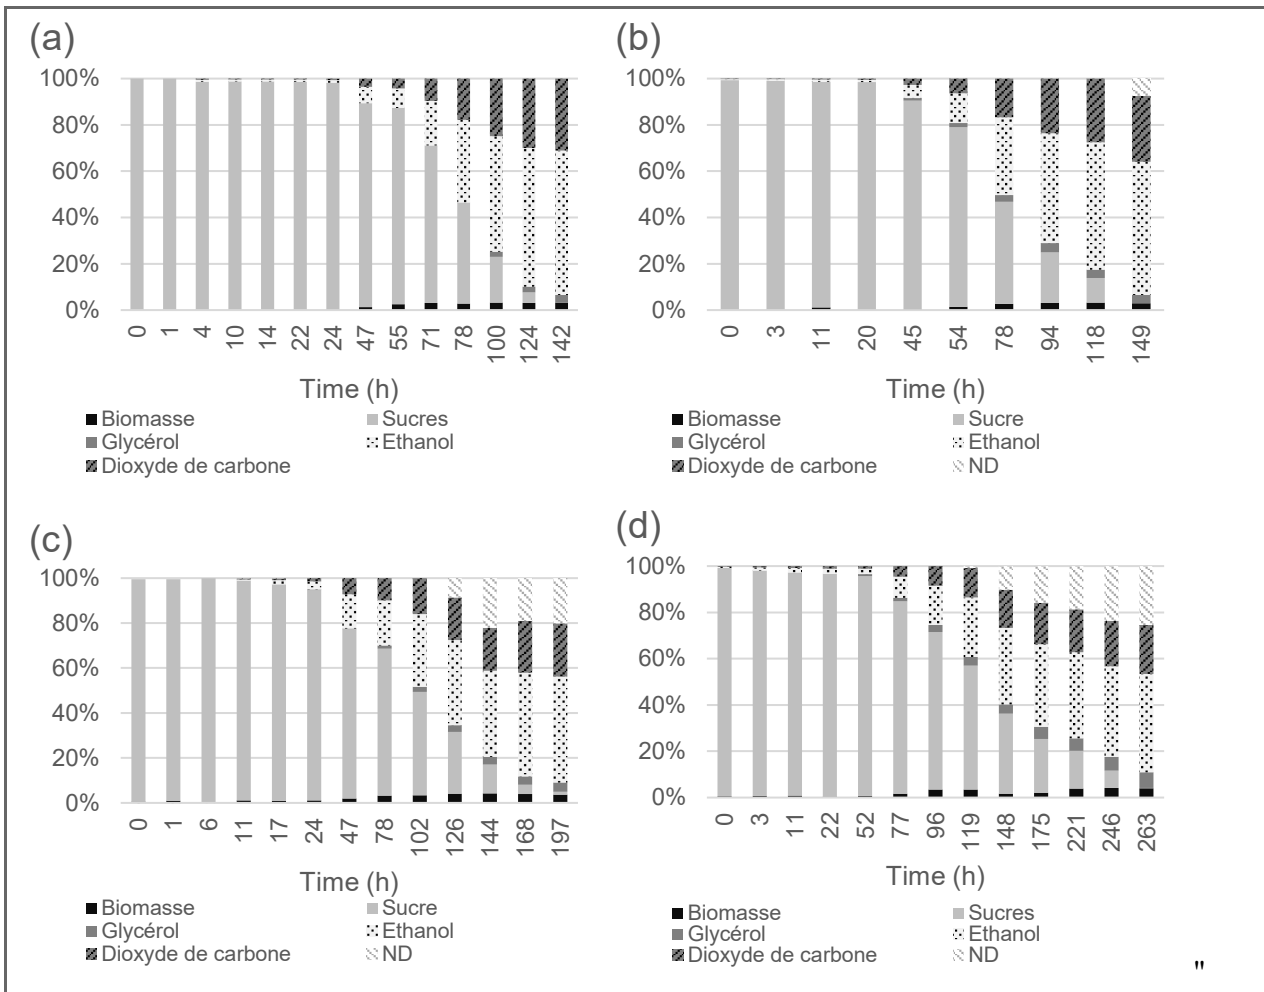 (a)
100%
80%
60%
40%
20%
0%
0 1 4 10 14 22 24 47 55 71 78 100 124 142
Time (h)
Biomasse Sucres
Glycérol Ethanol
Dioxyde de carbone
(b)
100%
80%
60%
40%
20%
0%
0 3 11 20 45 54 78 94 118 149
Time (h)
Biomasse Sucre
Glycérol Ethanol
Dioxyde de carbone ND
(c)
100%
80%
60%
40%
20%
0%
0 1 6 11 17 24 47 78 102 126 144 168 197
Time (h)
Biomasse Sucre
Glycérol Ethanol
Dioxyde de carbone ND
(d)
100%
80%
60%
40%
20%
0%
0 3 11 22 52 77 96 119 148 175 221 246 263
Time (h)
Biomasse Sucres
Glycérol Ethanol
Dioxyde de carbone ND
"